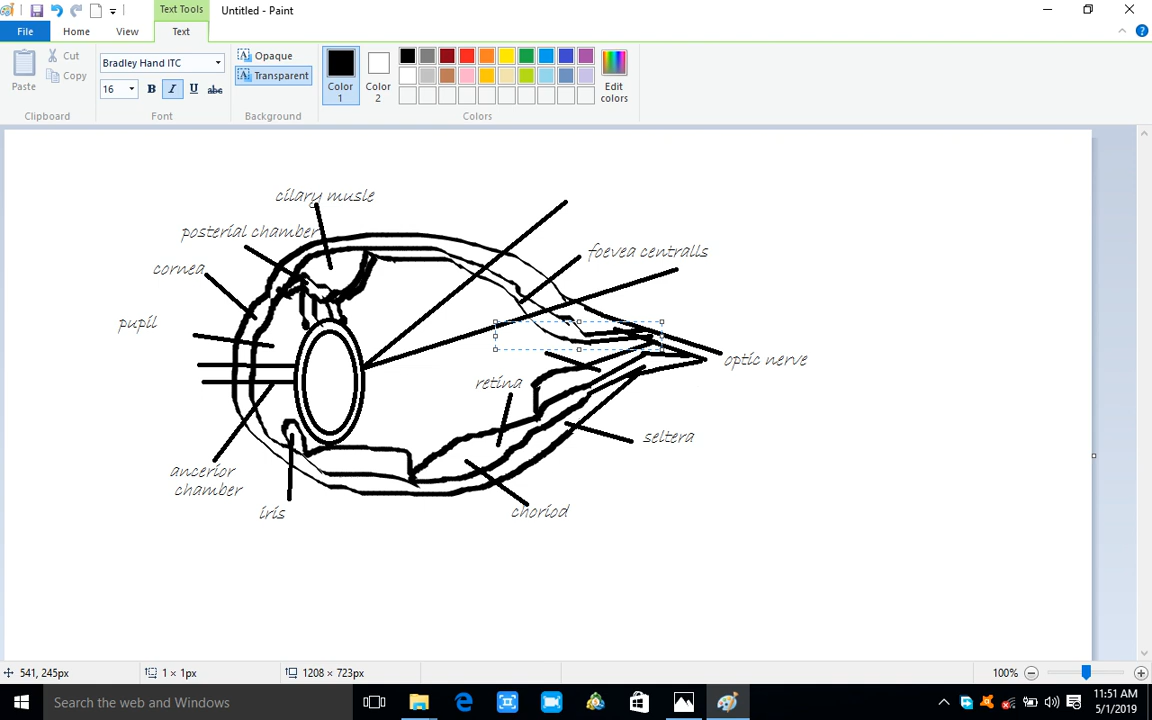 Text Tools
Untitled - Paint
File
Home
View
Text
Paste
Cut
Copy
Clipboard
Bradley Hand ITC
16
B
I
U
abc
Font
Opaque
Transparent
Background
Color
1
Color
2
Edit
colors
Colors
cilary musle
posterial chamber
cornea
foevea centralls
pupil
optic nerve
retina
seltera
ancerior
chamber
iris
choriod
541, 245px
1 × 1px
1208 × 723px
100%
Search the web and Windows
11:51 AM
5/1/2019